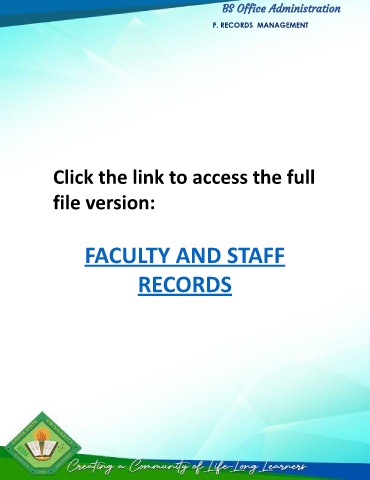 BS Office Administration
F. RECORDS MANAGEMENT
Click the link to access the full
file version:
FACULTY AND STAFF
RECORDS
Creating a Community of Life-Long Learners